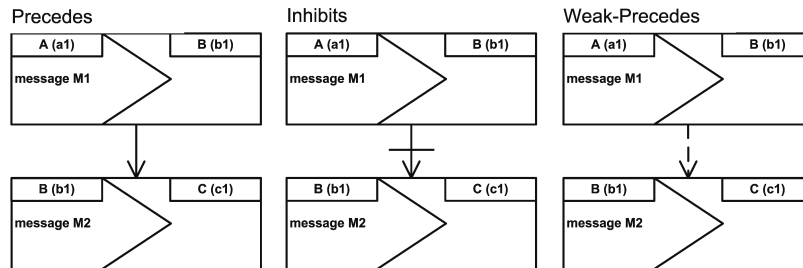 Precedes
A (a1) B (b1)
message M1
B (b1) C (c1)
message M2
Inhibits
A (a1) B (b1)
message M1
B (b1) C (c1)
message M2
Weak-Precedes
A (a1) B (b1)
message M1
B (b1) C (c1)
message M2